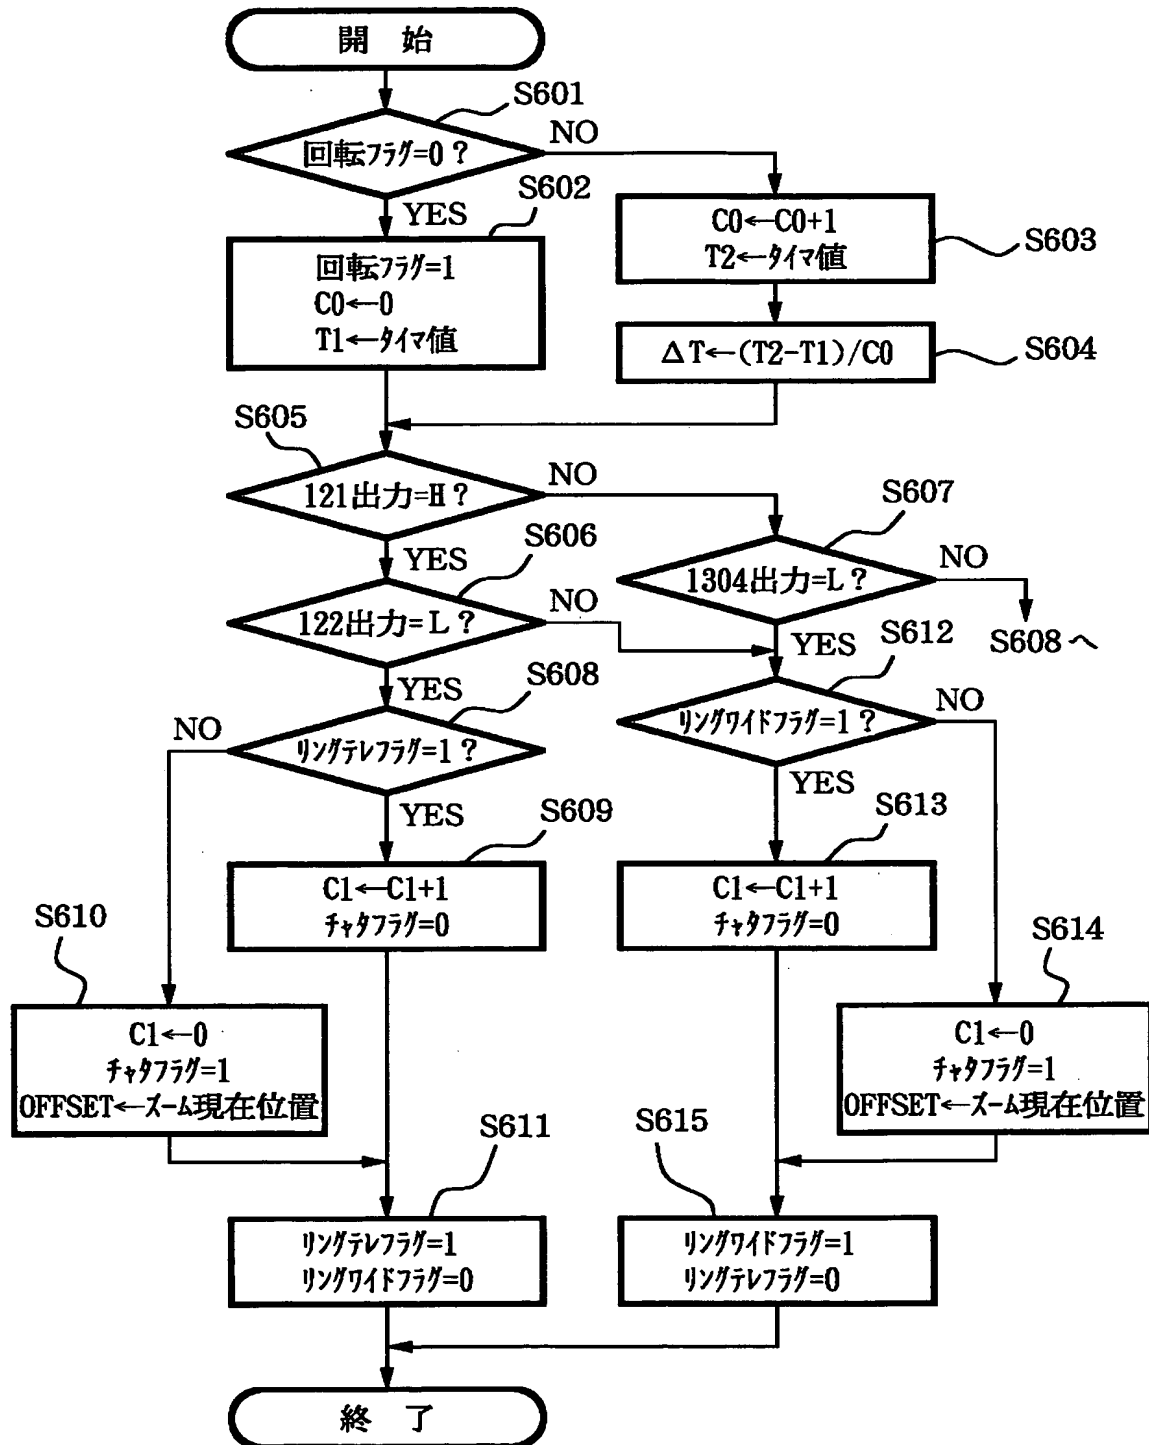 開 始
S601
回転フラグ=0？
NO
YES
S602
回転フラグ=1
C0←0
T1←タイマ値
C0←C0+1
T2←タイマ値
S603
ΔT←(T2-T1)/C0
S604
S605
121出力=H？
NO
YES
S606
122出力=L？
NO
YES
S607
1304出力=L？
NO
S608へ
YES
S608
リングテレフラグ=1？
NO
YES
S612
リングワイドフラグ=1？
NO
YES
S609
C1←C1+1
チャタフラグ=0
S613
C1←C1+1
チャタフラグ=0
S610
C1←0
チャタフラグ=1
OFFSET←ズーム現在位置
S614
C1←0
チャタフラグ=1
OFFSET←ズーム現在位置
S611
リングテレフラグ=1
リングワイドフラグ=0
S615
リングワイドフラグ=1
リングテレフラグ=0
終 了